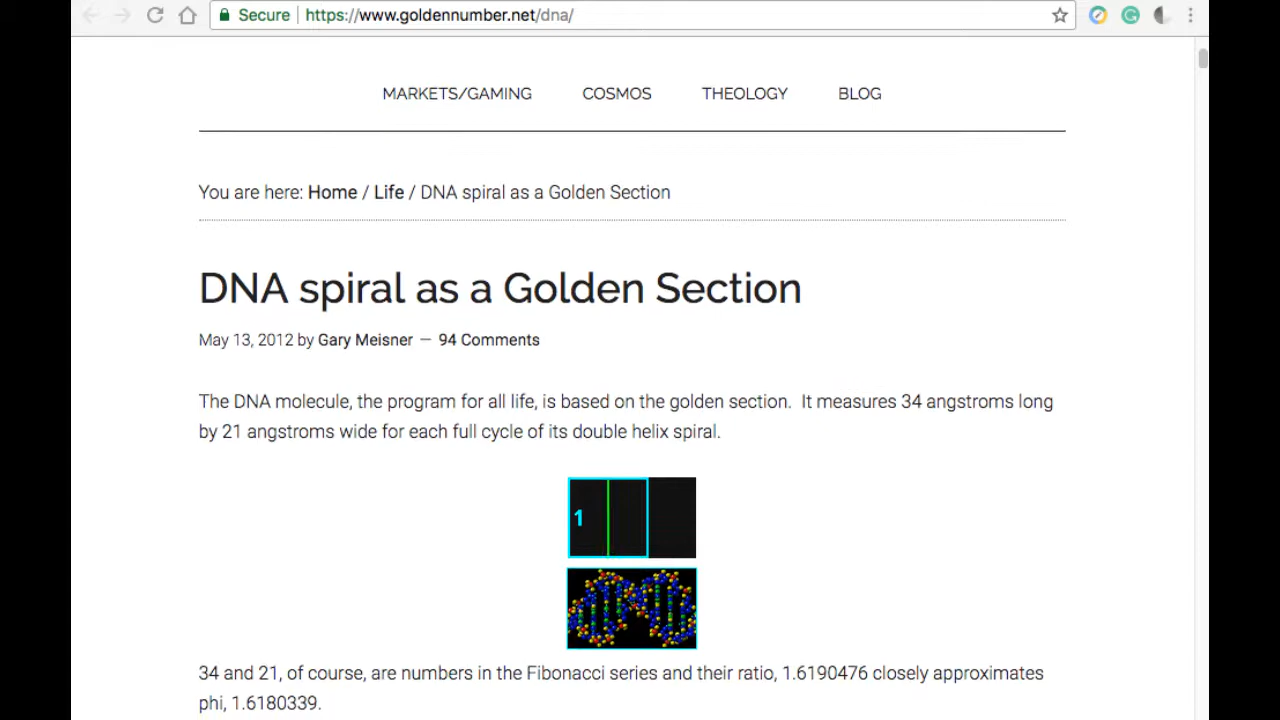 Secure https://www.goldennumber.net/dna/
MARKETS/GAMING COSMOS THEOLOGY BLOG
You are here: Home / Life / DNA spiral as a Golden Section
DNA spiral as a Golden Section
May 13, 2012 by Gary Meisner — 94 Comments
The DNA molecule, the program for all life, is based on the golden section.  It measures 34 angstroms long
by 21 angstroms wide for each full cycle of its double helix spiral.
1
34 and 21, of course, are numbers in the Fibonacci series and their ratio, 1.6190476 closely approximates
phi, 1.6180339.